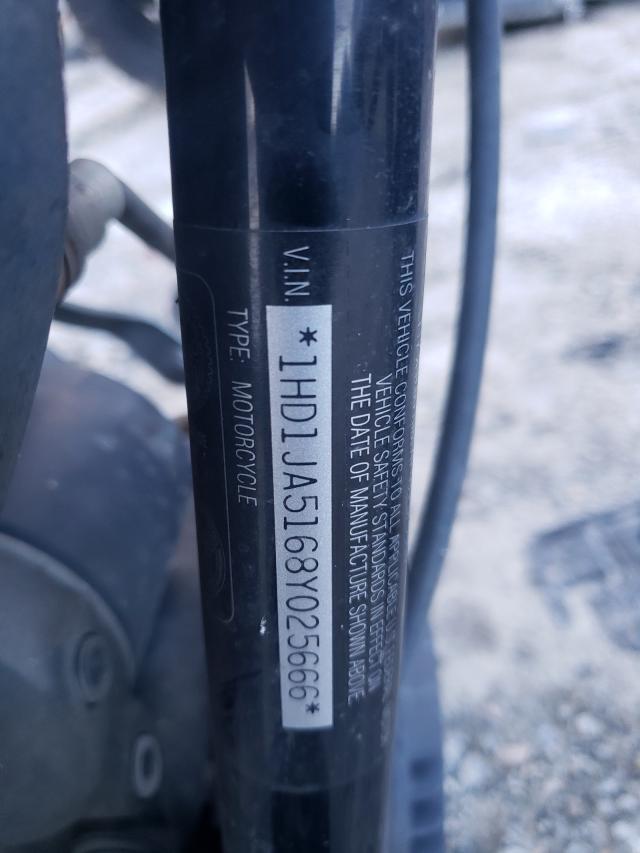 THIS VEHICLE CONFORMS TO ALL APPLICABLE
VEHICLE SAFETY STANDARDS IN EFFECT ON
THE DATE OF MANUFACTURE SHOWN ABOVE
V.I.N. *1HD1JA5168Y025666*
TYPE: MOTORCYCLE